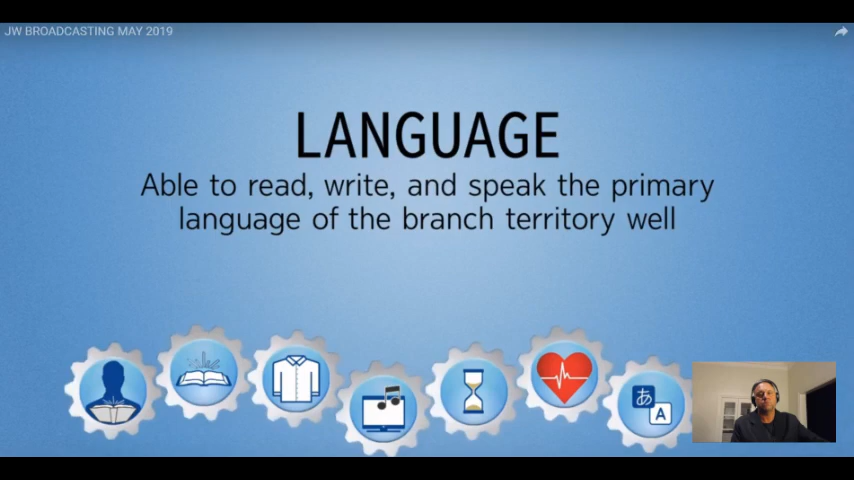 JW BROADCASTING MAY 2019
LANGUAGE
Able to read, write, and speak the primary
language of the branch territory well
あ
A